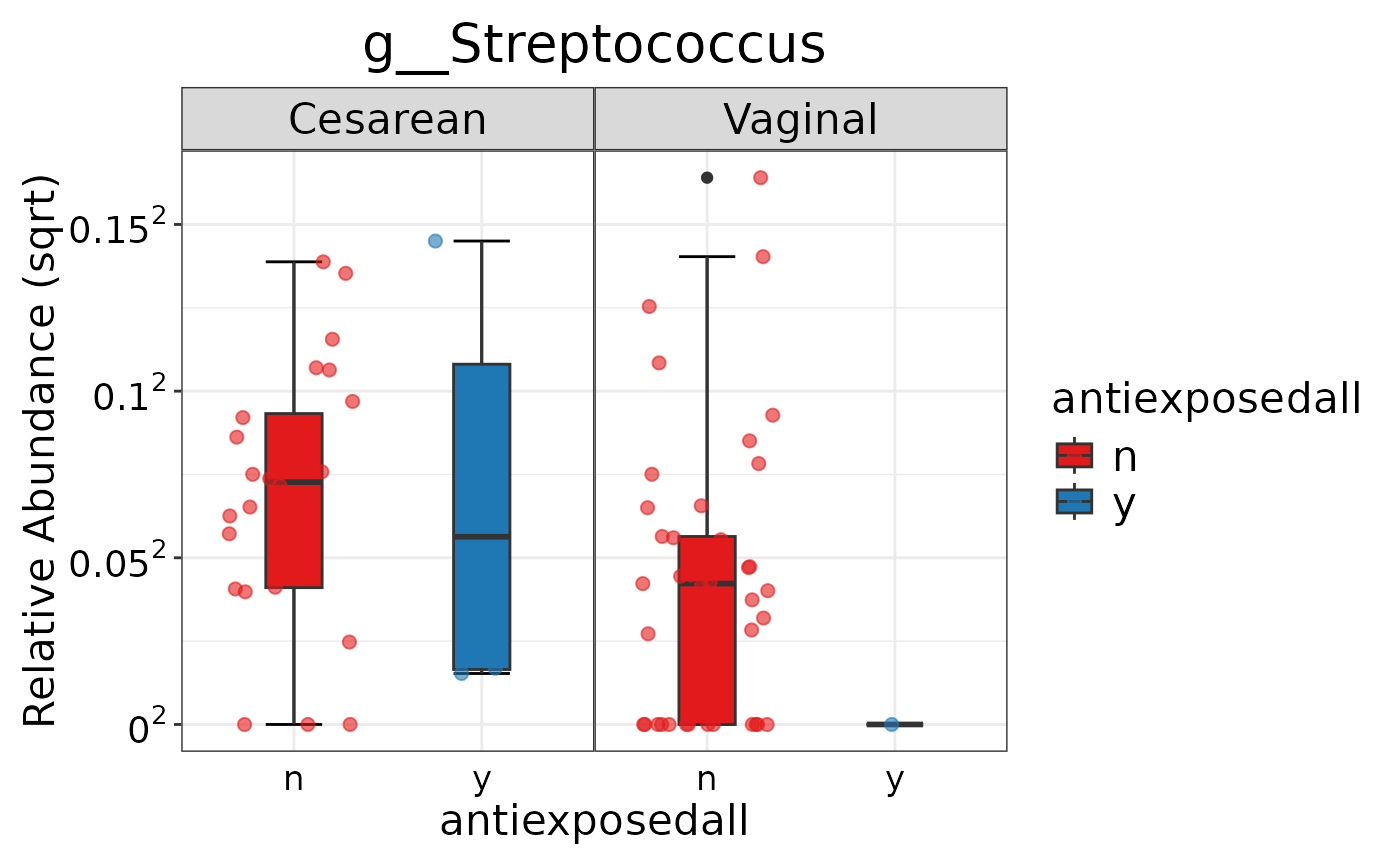 g__Streptococcus
Cesarean
Vaginal
Relative Abundance (sqrt)
0.15²
0.1²
0.05²
0²
n
y
n
y
antiexposedall
antiexposedall
n
y